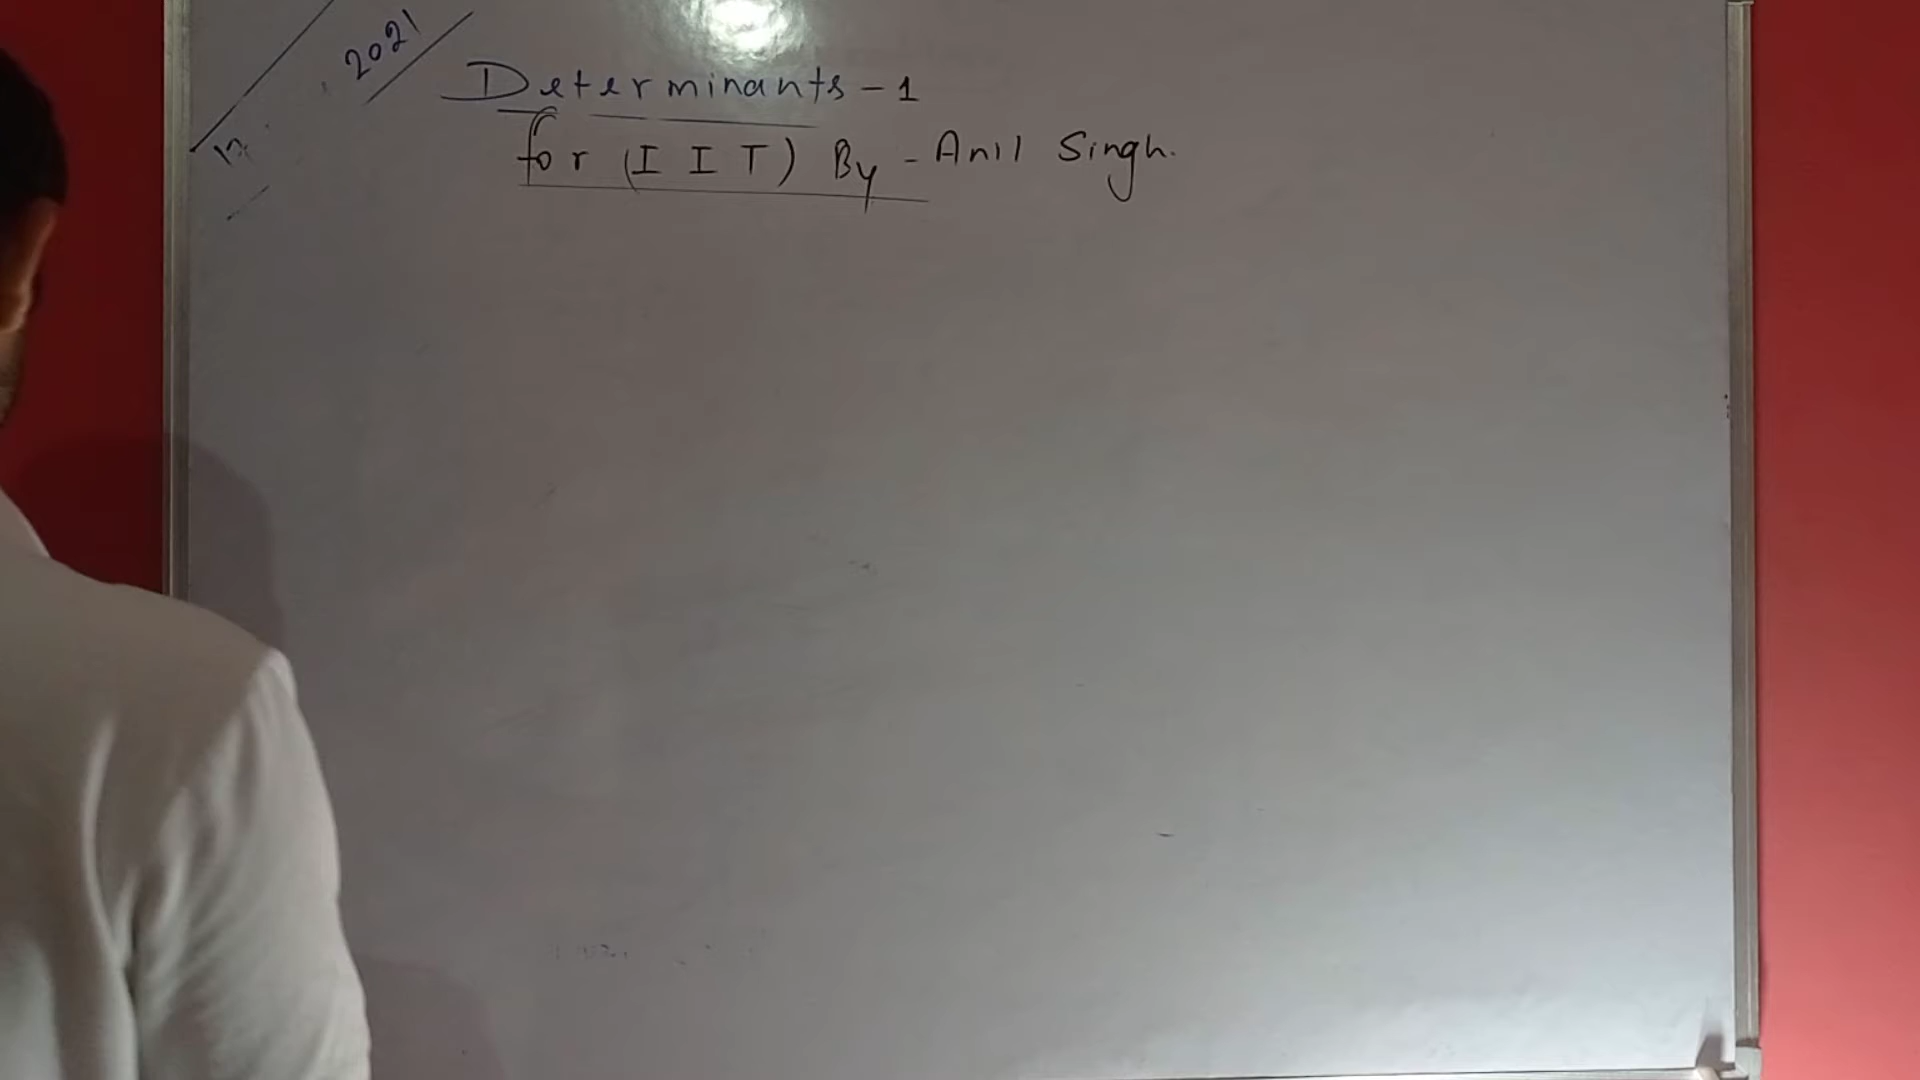 2021
Determinants - 1
for (IIT) By - Anil Singh.